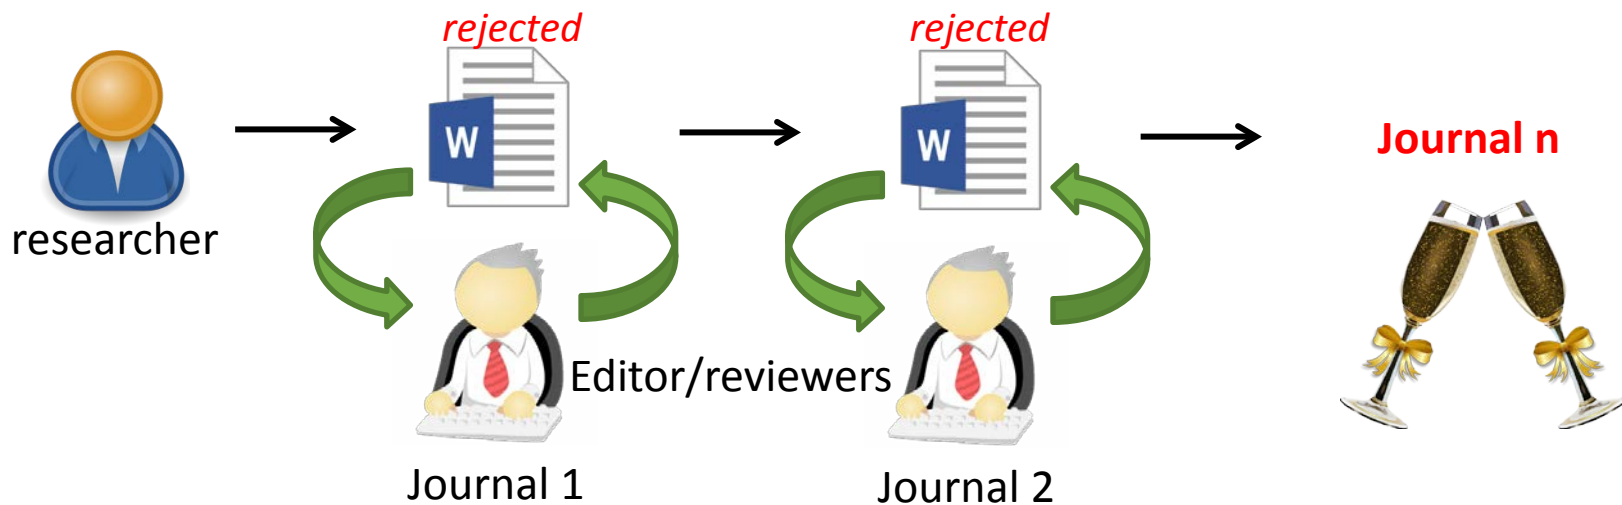 rejected
rejected
W
W
Journal n
researcher
Editor/reviewers
Journal 1
Journal 2